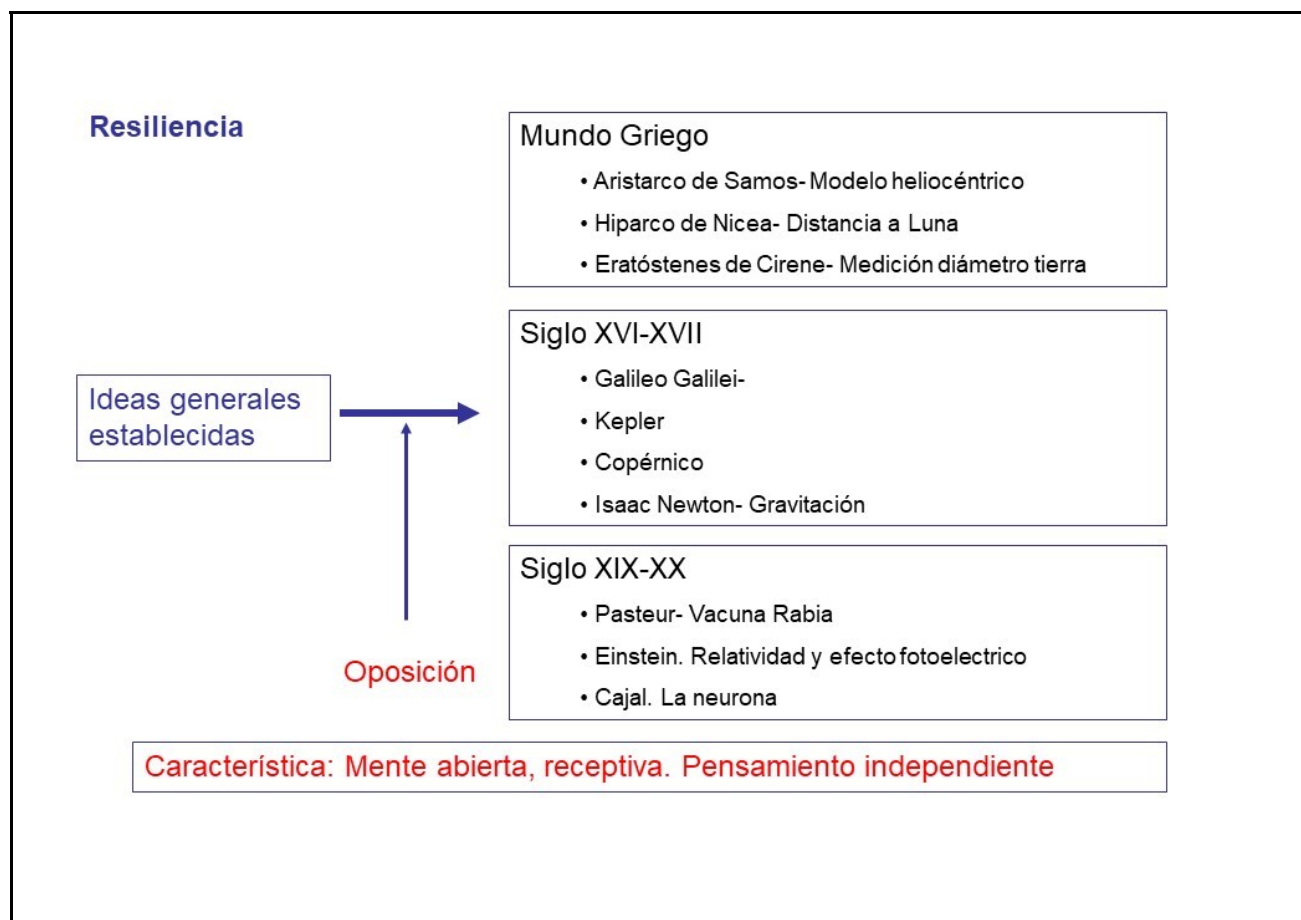 Resiliencia
Mundo Griego
• Aristarco de Samos- Modelo heliocéntrico
• Hiparco de Nicea- Distancia a Luna
• Eratóstenes de Cirene- Medición diámetro tierra
Siglo XVI-XVII
• Galileo Galilei-
• Kepler
• Copérnico
• Isaac Newton- Gravitación
Ideas generales
establecidas
Siglo XIX-XX
• Pasteur- Vacuna Rabia
• Einstein. Relatividad y efecto fotoelectrico
• Cajal. La neurona
Oposición
Característica: Mente abierta, receptiva. Pensamiento independiente